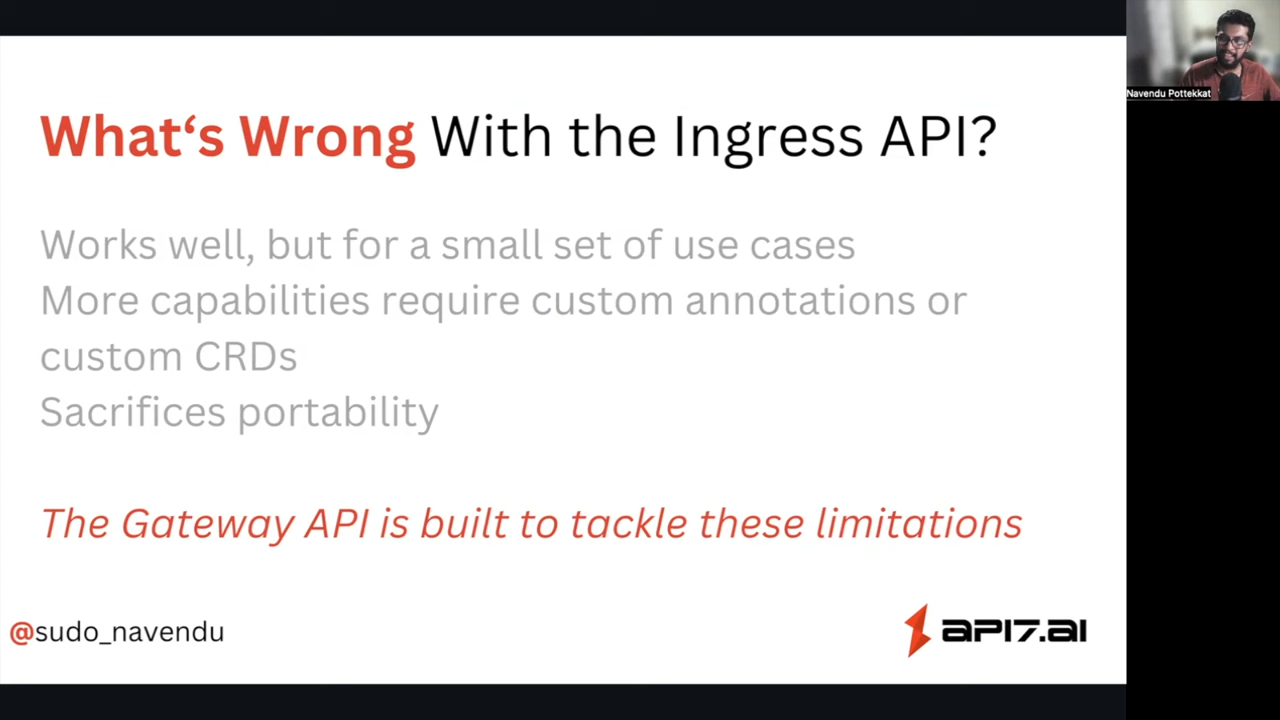 What‘s Wrong With the Ingress API?
Works well, but for a small set of use cases
More capabilities require custom annotations or
custom CRDs
Sacrifices portability
The Gateway API is built to tackle these limitations
@sudo_navendu
API7.AI
Navendu Pottekkat